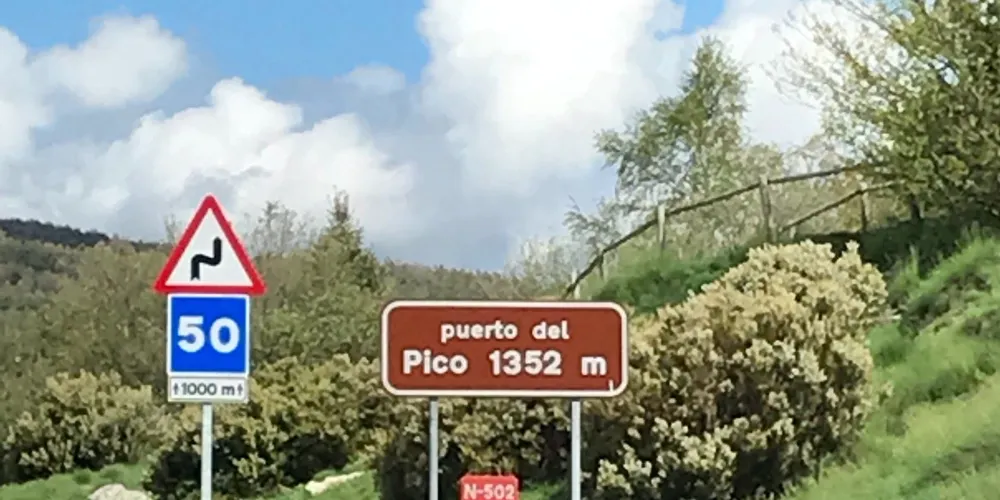 50
↑1000 m↑
puerto del
Pico 1352 m
N-502